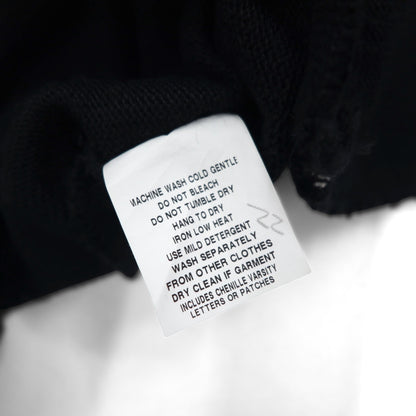 MACHINE WASH COLD GENTLE
DO NOT BLEACH
DO NOT TUMBLE DRY
HANG TO DRY
IRON LOW HEAT
USE MILD DETERGENT
WASH SEPARATELY
FROM OTHER CLOTHES
DRY CLEAN IF GARMENT
INCLUDES CHENILLE VARSITY
LETTERS OR PATCHES